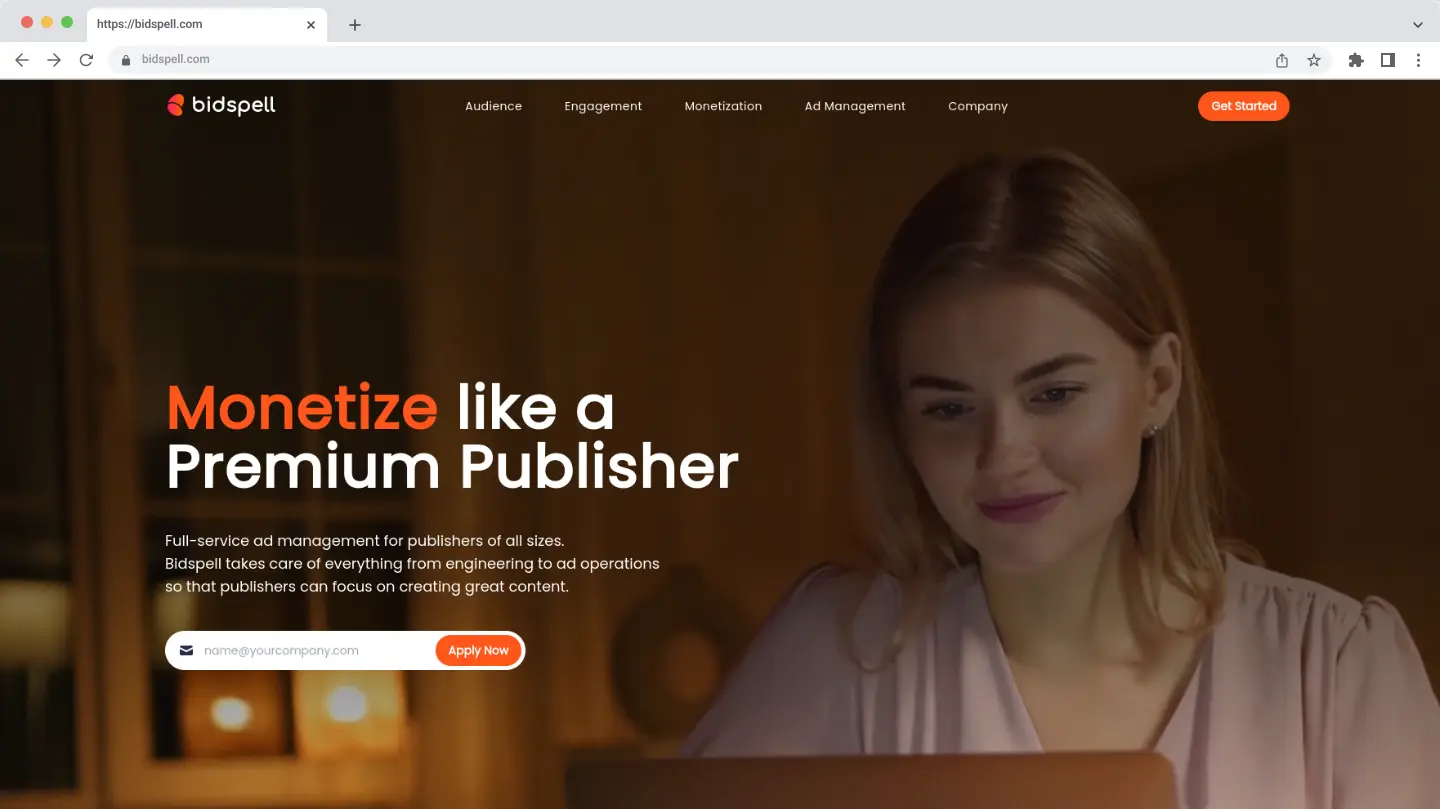 https://bidspell.com
bidspell.com
bidspell
Audience
Engagement
Monetization
Ad Management
Company
Get Started
Monetize like a
Premium Publisher
Full-service ad management for publishers of all sizes.
Bidspell takes care of everything from engineering to ad operations
so that publishers can focus on creating great content.
name@yourcompany.com
Apply Now